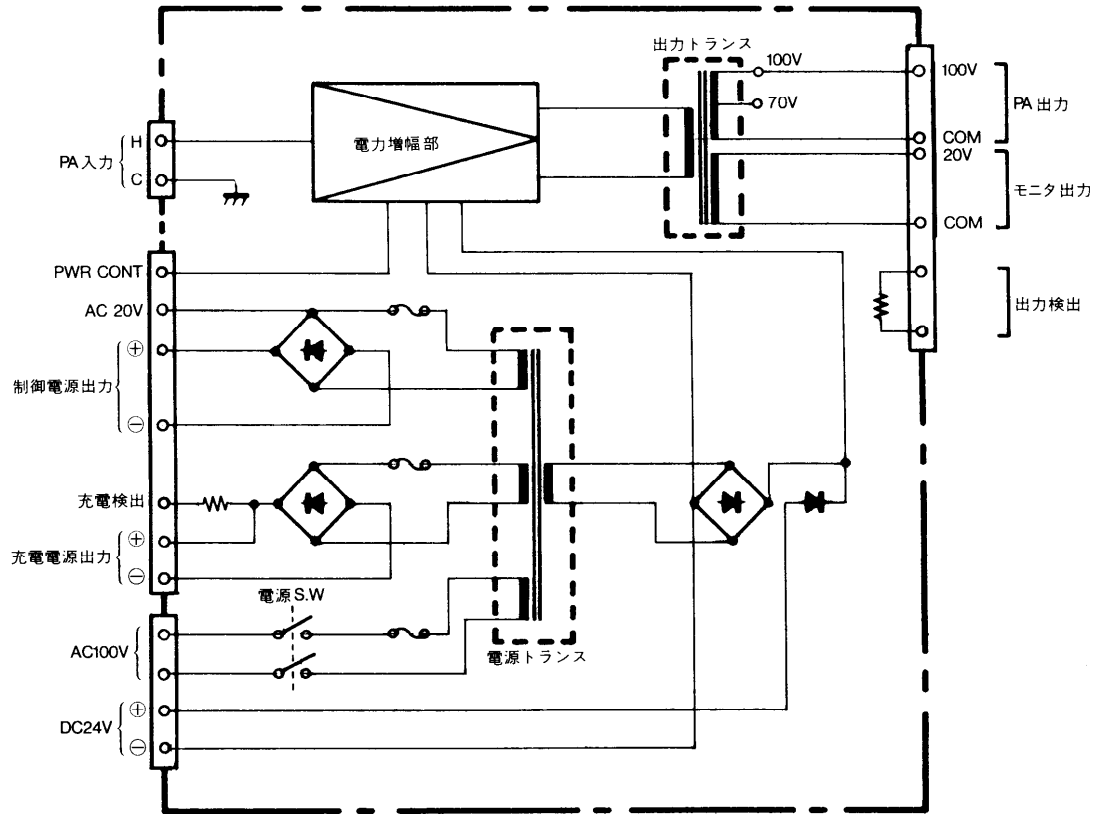 出力トランス
100V
70V
100V
PA 出力
COM
20V
モニタ出力
COM
出力検出
電力増幅部
PA入力
H
C
PWR CONT
AC 20V
⊕
制御電源出力
⊖
充電検出
⊕
充電電源出力
⊖
電源S.W
AC100V
電源トランス
⊕
DC24V
⊖